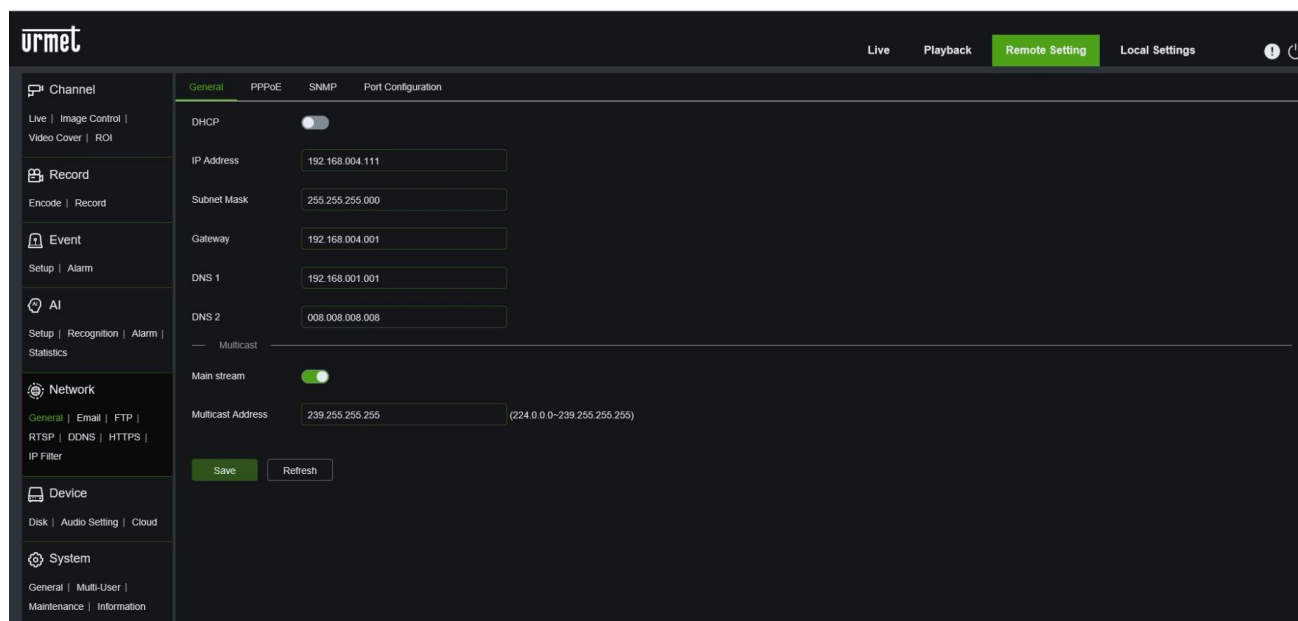 urmet
Live Playback Remote Setting Local Settings
Channel
Live | Image Control |
Video Cover | ROI
Record
Encode | Record
Event
Setup | Alarm
AI
Setup | Recognition | Alarm |
Statistics
Network
General | Email | FTP |
RTSP | DDNS | HTTPS |
IP Filter
Device
Disk | Audio Setting | Cloud
System
General | Multi-User |
Maintenance | Information
General PPPoE SNMP Port Configuration
DHCP
IP Address 192.168.004.111
Subnet Mask 255.255.255.000
Gateway 192.168.004.001
DNS 1 192.168.001.001
DNS 2 008.008.008.008
Multicast
Main stream
Multicast Address 239.255.255.255 (224.0.0.0~239.255.255.255)
Save Refresh